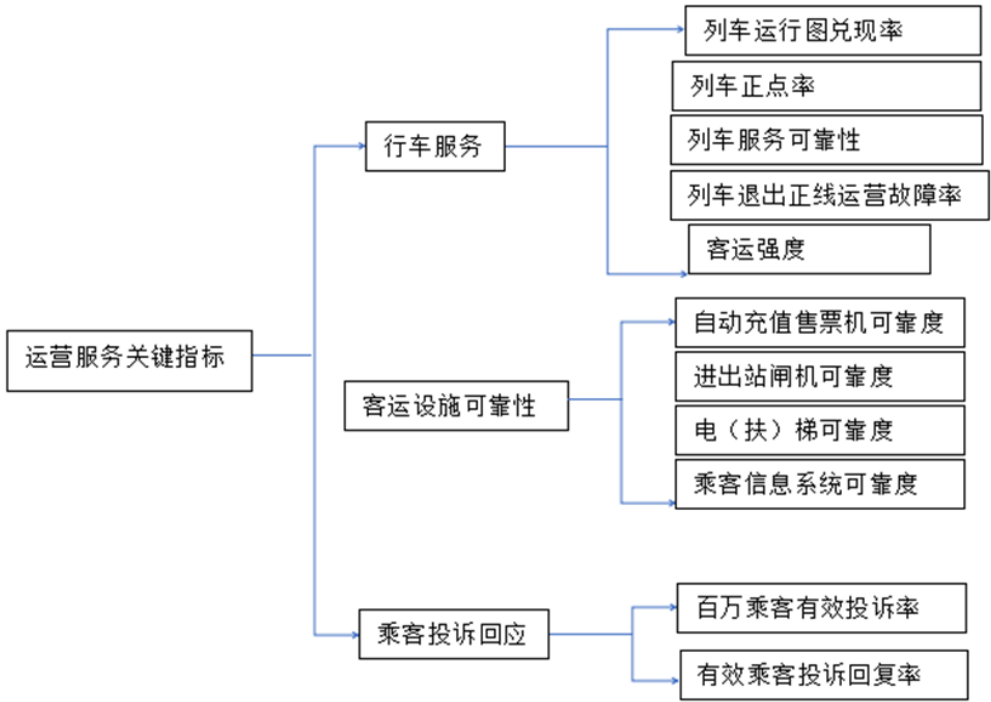 运营服务关键指标
行车服务
列车运行图兑现率
列车正点率
列车服务可靠性
列车退出正线运营故障率
客运强度
客运设施可靠性
自动充值售票机可靠度
进出站闸机可靠度
电（扶）梯可靠度
乘客信息系统可靠度
乘客投诉回应
百万乘客有效投诉率
有效乘客投诉回复率